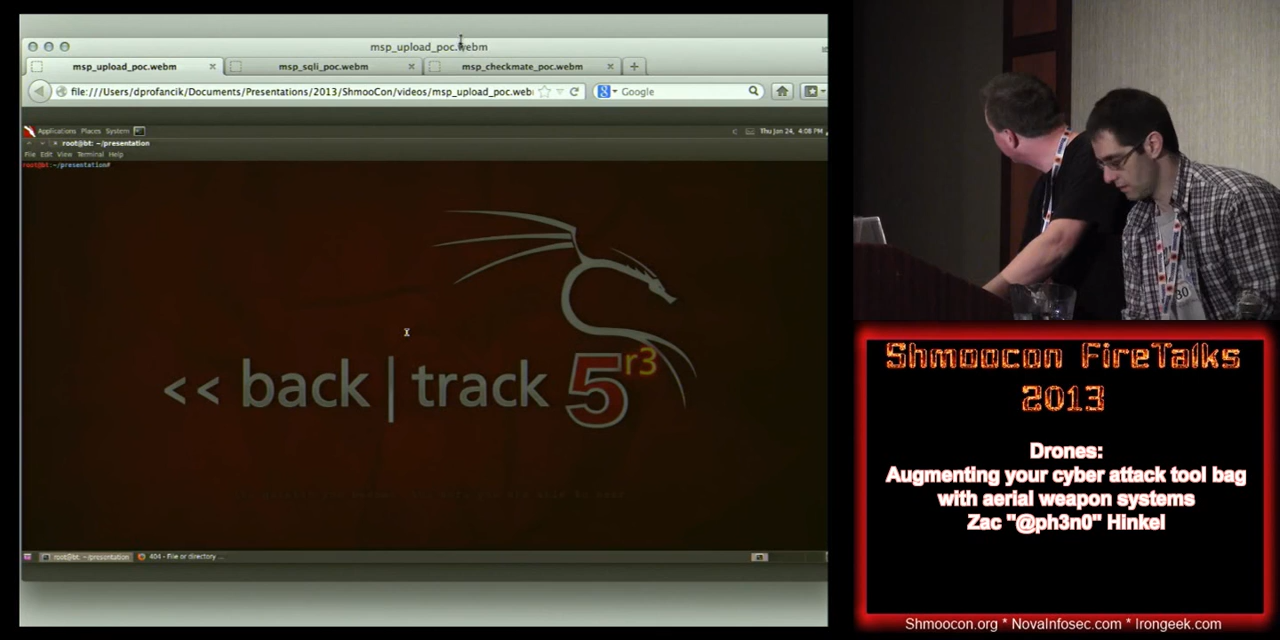 msp_upload_poc.webm
msp_upload_poc.webm
msp_sqli_poc.webm
msp_checkmate_poc.webm
file:///Users/dprofancik/Documents/Presentations/2013/ShmooCon/videos/msp_upload_poc.webm
Google
Applications Places System
Thu Jan 24, 4:08 PM
root@bt: ~/presentation
File Edit View Terminal Help
root@bt:~/presentation#
<< back | track 5 r3
root@bt: ~/presentation
404 - File or directory ...
30
Shmoocon FireTalks
2013
Drones:
Augmenting your cyber attack tool bag
with aerial weapon systems
Zac "@ph3n0" Hinkel
Shmoocon.org * NovaInfosec.com * Irongeek.com